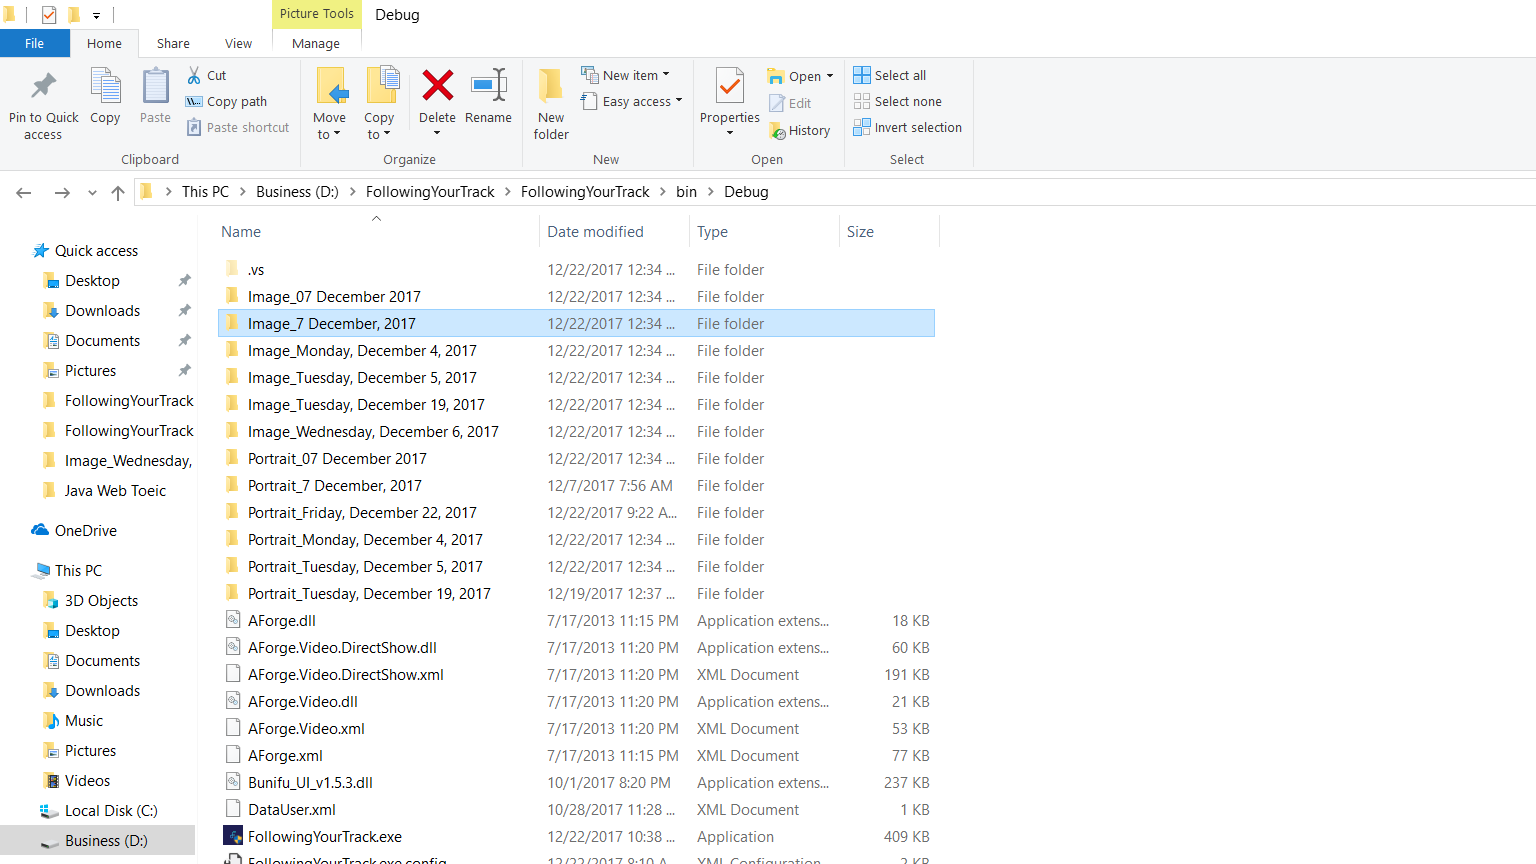 Picture Tools Debug
File Home Share View Manage
Pin to Quick access
Copy
Paste
Cut
Copy path
Paste shortcut
Clipboard
Move to
Copy to
Delete
Rename
Organize
New folder
New item
Easy access
New
Properties
Open
Edit
History
Open
Select all
Select none
Invert selection
Select
This PC Business (D:) FollowingYourTrack FollowingYourTrack bin Debug
Quick access
Desktop
Downloads
Documents
Pictures
FollowingYourTrack
FollowingYourTrack
Image_Wednesday,
Java Web Toeic
OneDrive
This PC
3D Objects
Desktop
Documents
Downloads
Music
Pictures
Videos
Local Disk (C:)
Business (D:)
Name Date modified Type Size
.vs 12/22/2017 12:34 ... File folder
Image_07 December 2017 12/22/2017 12:34 ... File folder
Image_7 December, 2017 12/22/2017 12:34 ... File folder
Image_Monday, December 4, 2017 12/22/2017 12:34 ... File folder
Image_Tuesday, December 5, 2017 12/22/2017 12:34 ... File folder
Image_Tuesday, December 19, 2017 12/22/2017 12:34 ... File folder
Image_Wednesday, December 6, 2017 12/22/2017 12:34 ... File folder
Portrait_07 December 2017 12/22/2017 12:34 ... File folder
Portrait_7 December, 2017 12/7/2017 7:56 AM File folder
Portrait_Friday, December 22, 2017 12/22/2017 9:22 A... File folder
Portrait_Monday, December 4, 2017 12/22/2017 12:34 ... File folder
Portrait_Tuesday, December 5, 2017 12/22/2017 12:34 ... File folder
Portrait_Tuesday, December 19, 2017 12/19/2017 12:37 ... File folder
AForge.dll 7/17/2013 11:15 PM Application extens... 18 KB
AForge.Video.DirectShow.dll 7/17/2013 11:20 PM Application extens... 60 KB
AForge.Video.DirectShow.xml 7/17/2013 11:20 PM XML Document 191 KB
AForge.Video.dll 7/17/2013 11:20 PM Application extens... 21 KB
AForge.Video.xml 7/17/2013 11:20 PM XML Document 53 KB
AForge.xml 7/17/2013 11:15 PM XML Document 77 KB
Bunifu_UI_v1.5.3.dll 10/1/2017 8:20 PM Application extens... 237 KB
DataUser.xml 10/28/2017 11:28 ... XML Document 1 KB
FollowingYourTrack.exe 12/22/2017 10:38 ... Application 409 KB
FollowingYourTrack.exe.config 12/22/2017 8:10 A... XML Configuration... 2 KB